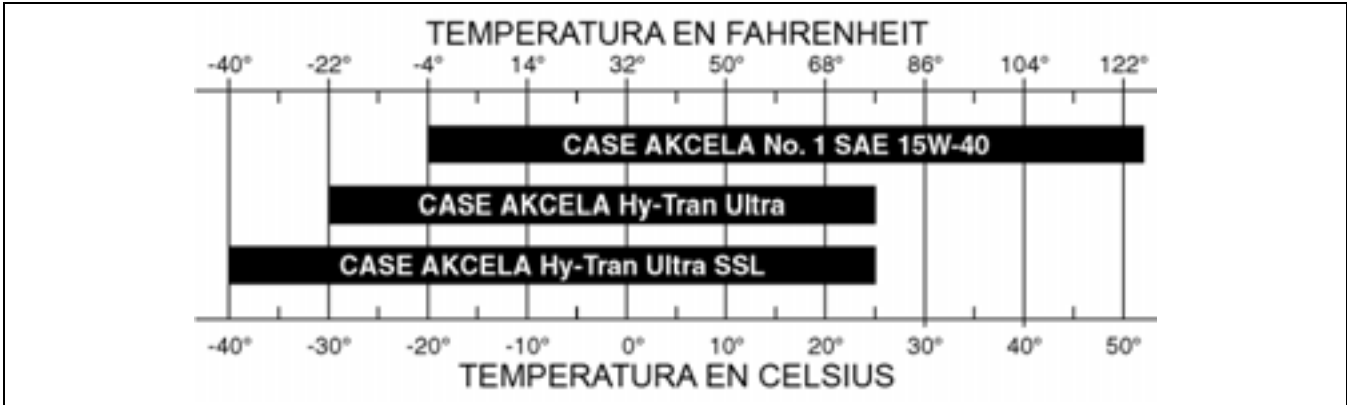 TEMPERATURA EN FAHRENHEIT
-40° -22° -4° 14° 32° 50° 68° 86° 104° 122°
CASE AKCELA No. 1 SAE 15W-40
CASE AKCELA Hy-Tran Ultra
CASE AKCELA Hy-Tran Ultra SSL
-40° -30° -20° -10° 0° 10° 20° 30° 40° 50°
TEMPERATURA EN CELSIUS